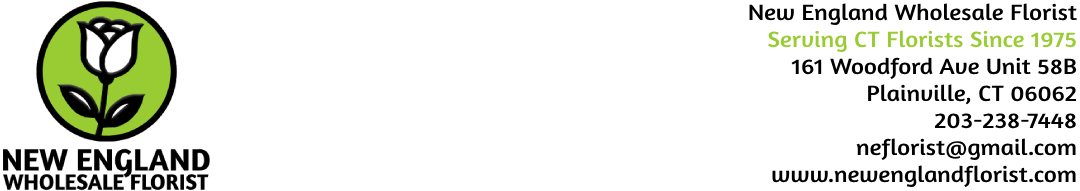 NEW ENGLAND
WHOLESALE FLORIST
New England Wholesale Florist
Serving CT Florists Since 1975
161 Woodford Ave Unit 58B
Plainville, CT 06062
203-238-7448
neflorist@gmail.com
www.newenglandflorist.com